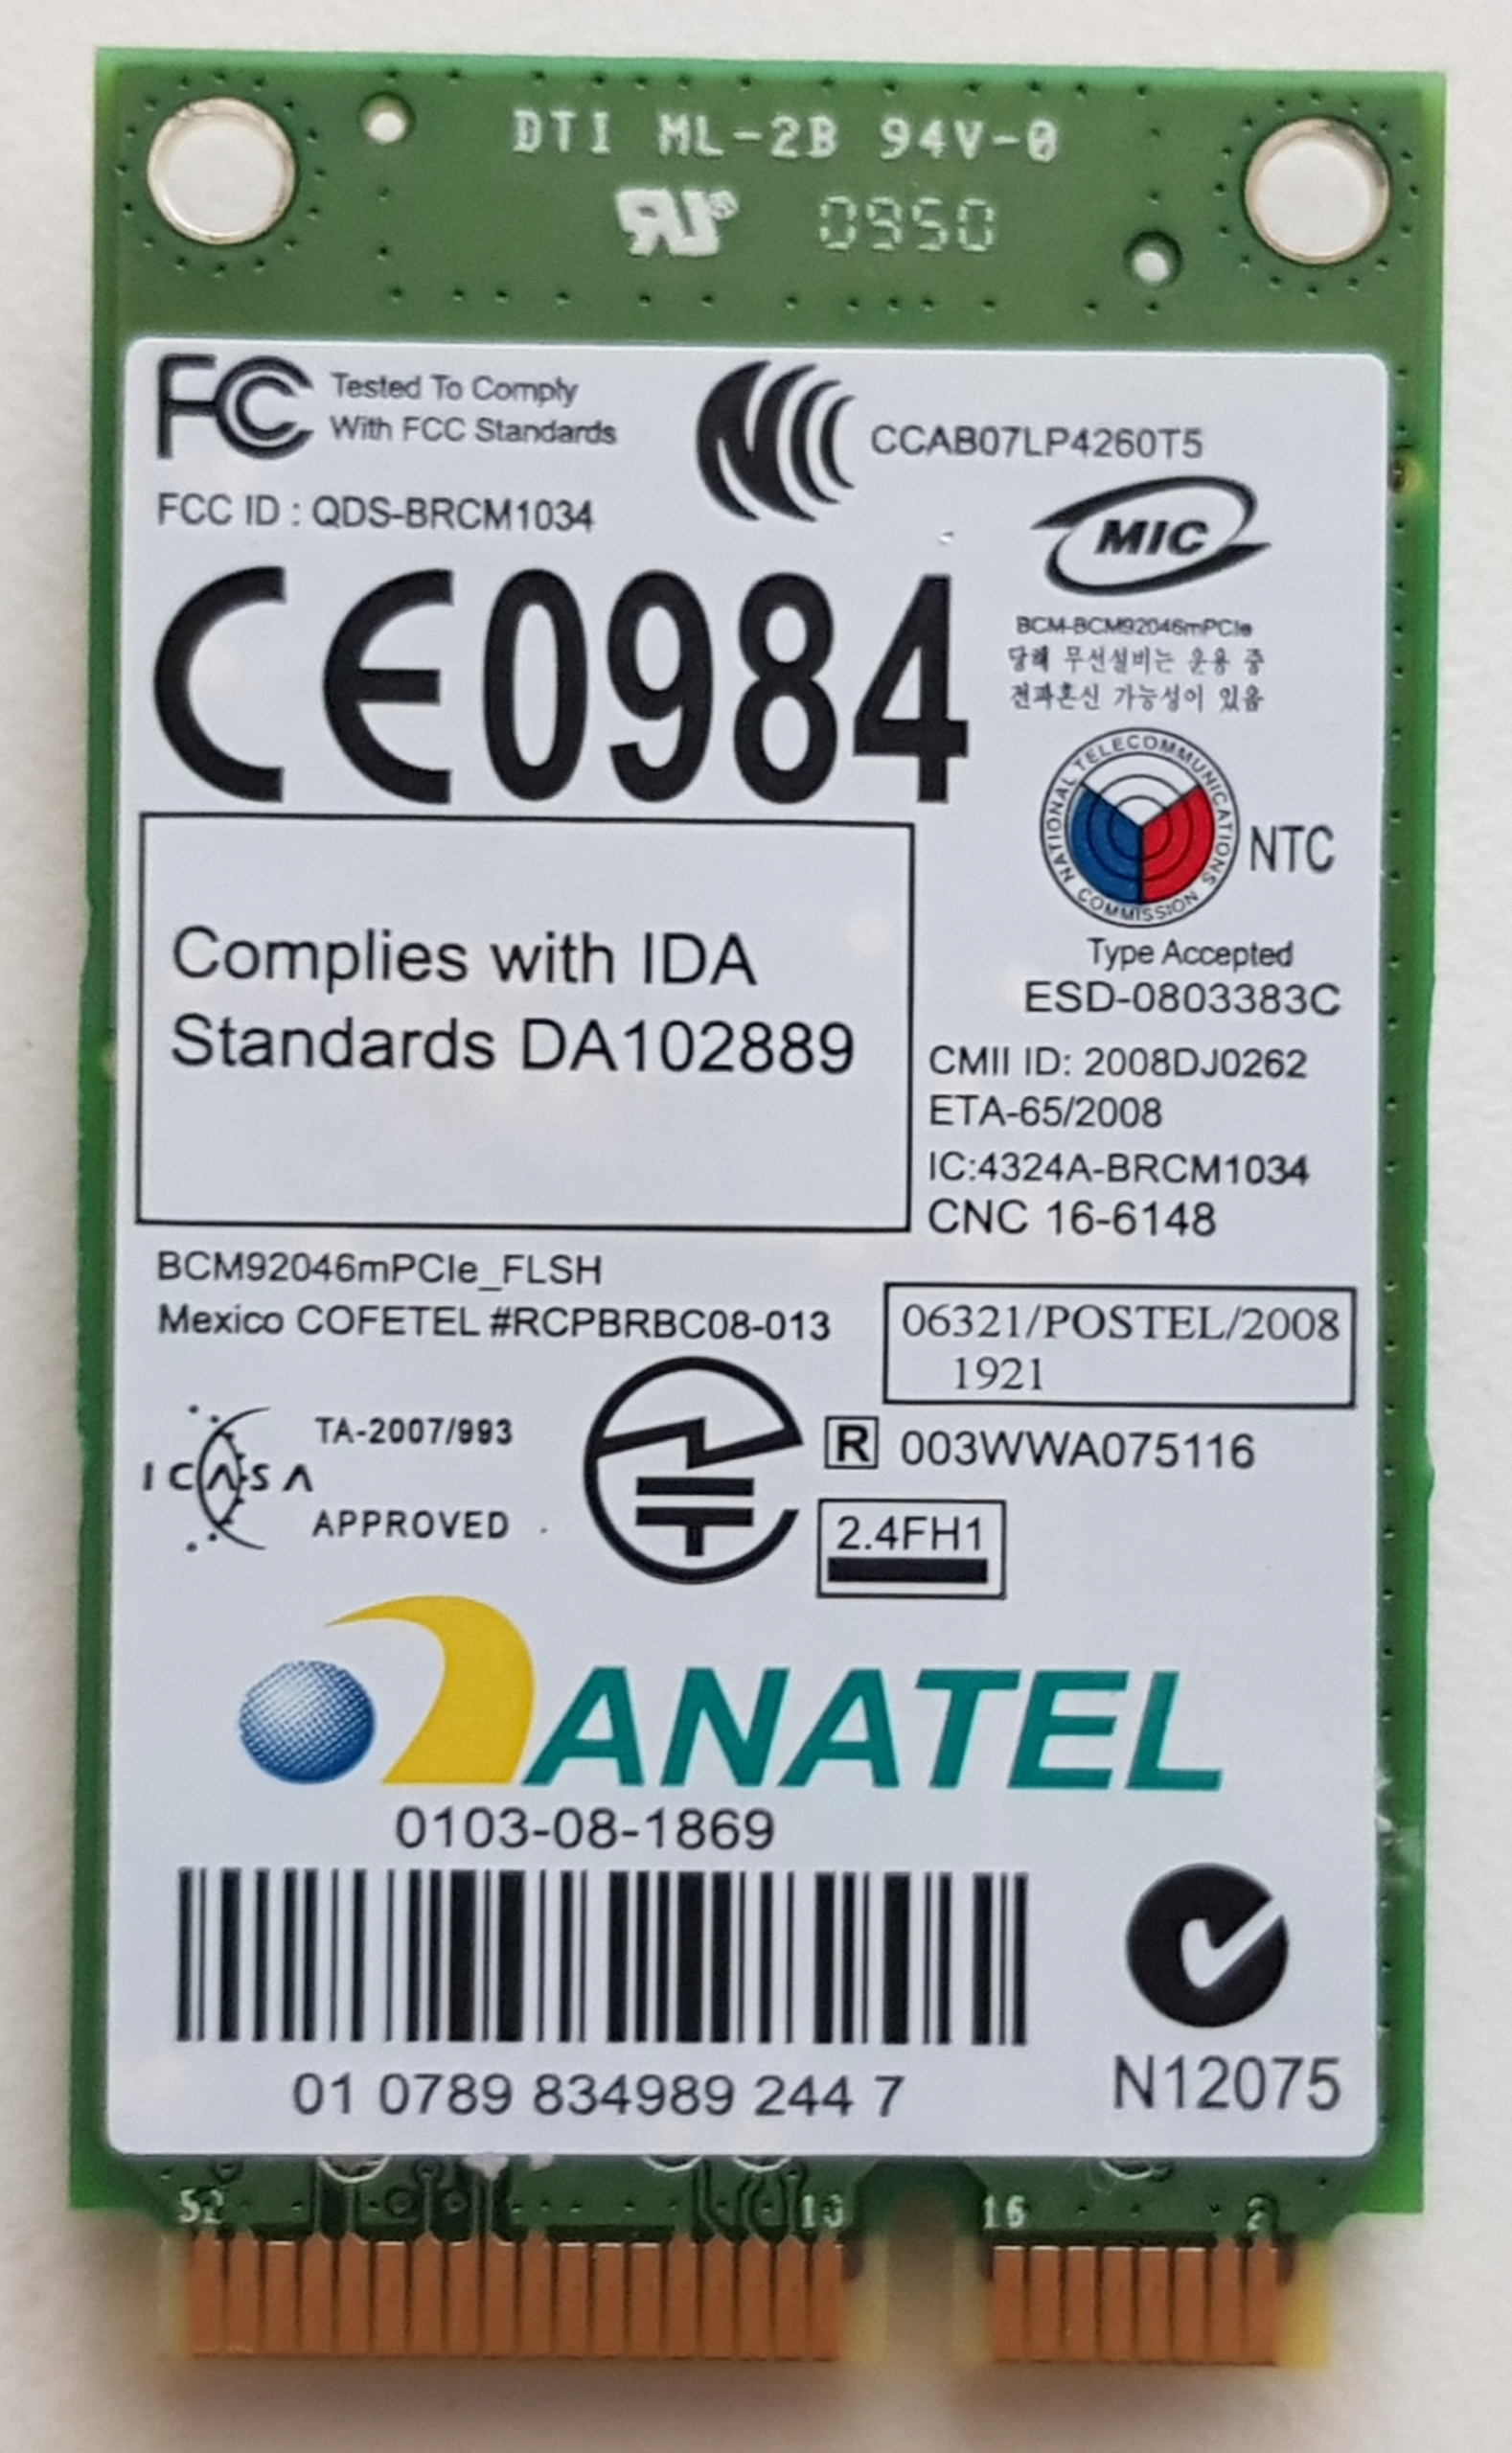 DTI ML-2B 94V-0
0950
FC Tested To Comply
With FCC Standards
CCAB07LP4260T5
FCC ID : QDS-BRCM1034
MIC
CE0984
BCM-BCM92046mPCIe
당해 무선설비는 운용 중
전파혼신 가능성이 있음
NATIONAL TELECOMMUNICATIONS COMMISSION
NTC
Type Accepted
ESD-0803383C
Complies with IDA
Standards DA102889
CMII ID: 2008DJ0262
ETA-65/2008
IC:4324A-BRCM1034
CNC 16-6148
BCM92046mPCIe_FLSH
Mexico COFETEL #RCPBRBC08-013
06321/POSTEL/2008
1921
ICASA
TA-2007/993
APPROVED
R 003WWA075116
2.4FH1
ANATEL
0103-08-1869
01 0789 834989 244 7
N12075
52 18 16 2